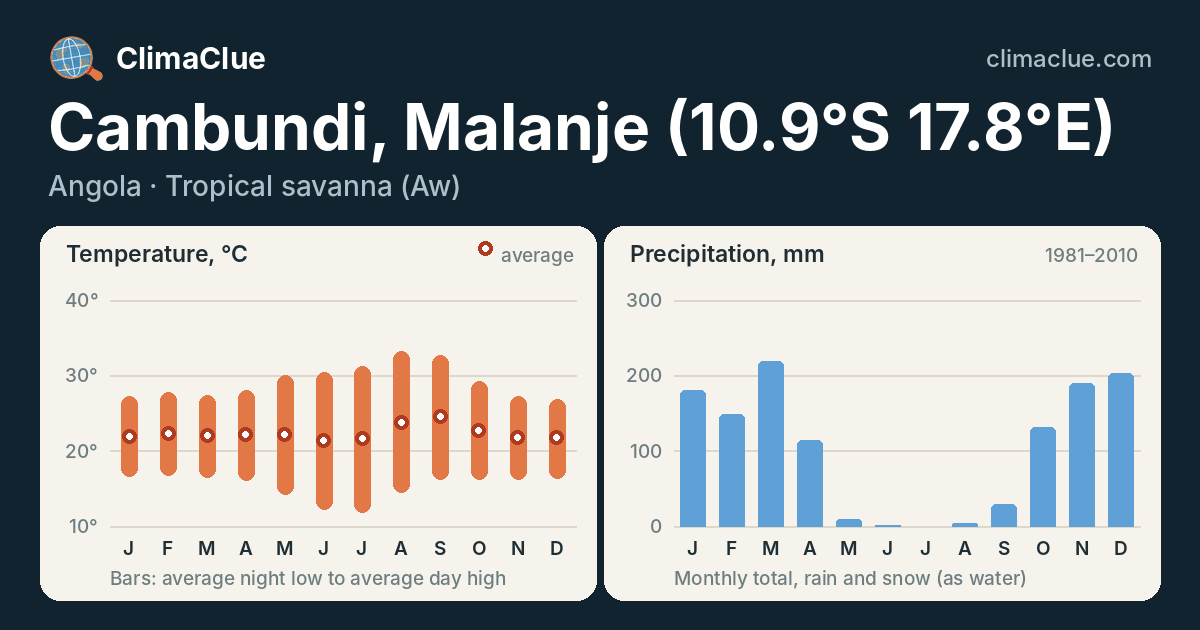 ClimaClue
climaclue.com
Cambundi, Malanje (10.9°S 17.8°E)
Angola · Tropical savanna (Aw)
Temperature, °C
average
40°
30°
20°
10°
J F M A M J J A S O N D
Bars: average night low to average day high
Precipitation, mm
1981–2010
300
200
100
0
J F M A M J J A S O N D
Monthly total, rain and snow (as water)